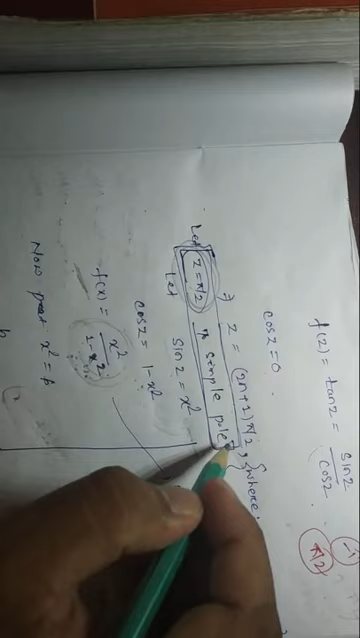 f(z) = tanz = sinz / cosz
-1
π/2
cosz = 0
⇒ z = (2n+1)π/2, {where
Let z = π/2 is simple pole
Let sinz = x²
cosz = 1-x²
f(x) = x² / 1-x²
Now put x² = p